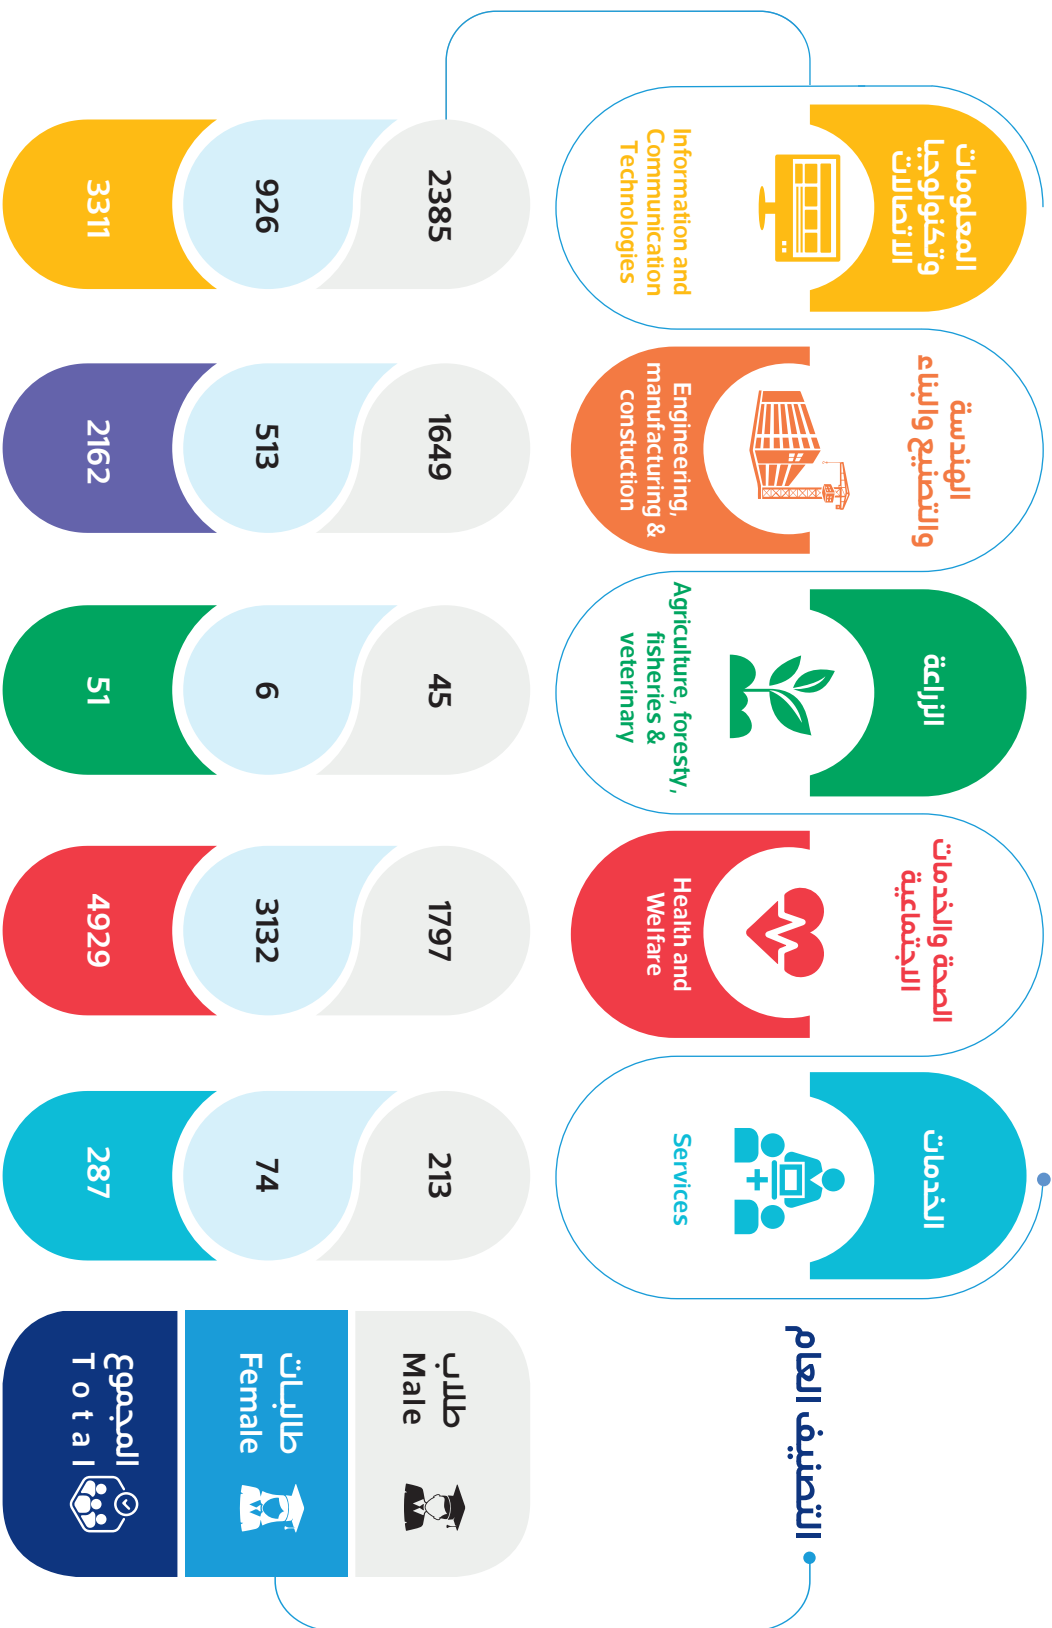 التصنيف العام
المعلومات
وتكنولوجيا
الاتصالات
Information and
Communication
Technologies
الهندسة
والتصنيع والبناء
Engineering,
manufacturing &
constuction
الزراعة
Agriculture, foresty,
fisheries &
veterinary
الصحة والخدمات
الاجتماعية
Health and
Welfare
الخدمات
Services
2385
1649
45
1797
213
طلاب
Male
926
513
6
3132
74
طالبات
Female
3311
2162
51
4929
287
المجموع
Total